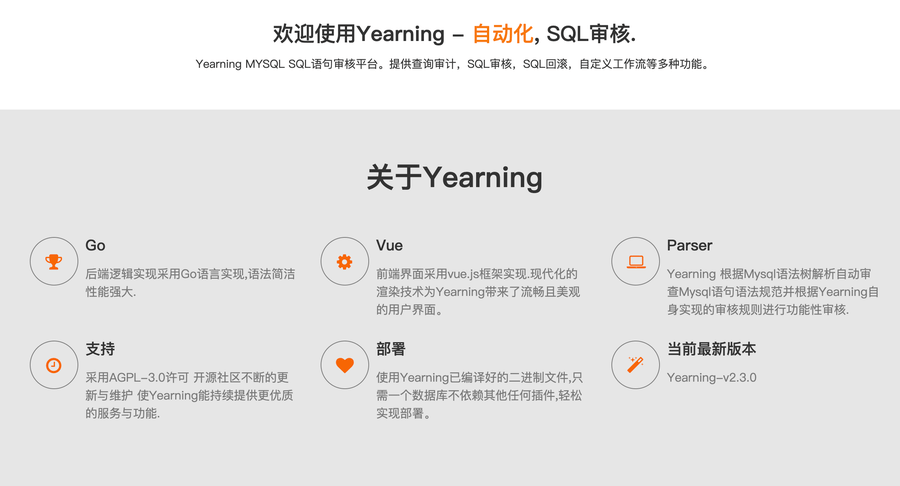 欢迎使用Yearning - 自动化, SQL审核.
Yearning MYSQL SQL语句审核平台。提供查询审计，SQL审核，SQL回滚，自定义工作流等多种功能。
关于Yearning
Go
后端逻辑实现采用Go语言实现,语法简洁
性能强大.
Vue
前端界面采用vue.js框架实现.现代化的
渲染技术为Yearning带来了流畅且美观
的用户界面。
Parser
Yearning 根据Mysql语法树解析自动审
查Mysql语句语法规范并根据Yearning自
身实现的审核规则进行功能性审核.
支持
采用AGPL-3.0许可 开源社区不断的更
新与维护 使Yearning能持续提供更优质
的服务与功能.
部署
使用Yearning已编译好的二进制文件,只
需一个数据库不依赖其他任何插件,轻松
实现部署。
当前最新版本
Yearning-v2.3.0